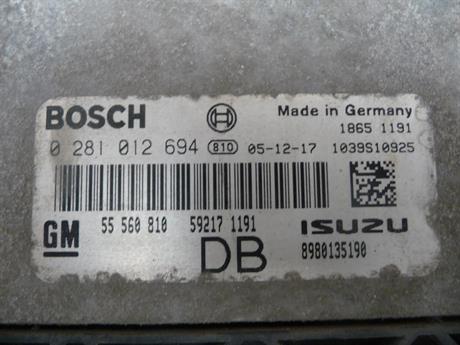 BOSCH Made in Germany
1865 1191
0 281 012 694 810 05-12-17 1039S10925
GM 55 560 810 59217 1191 ISUZU
DB 8980135190